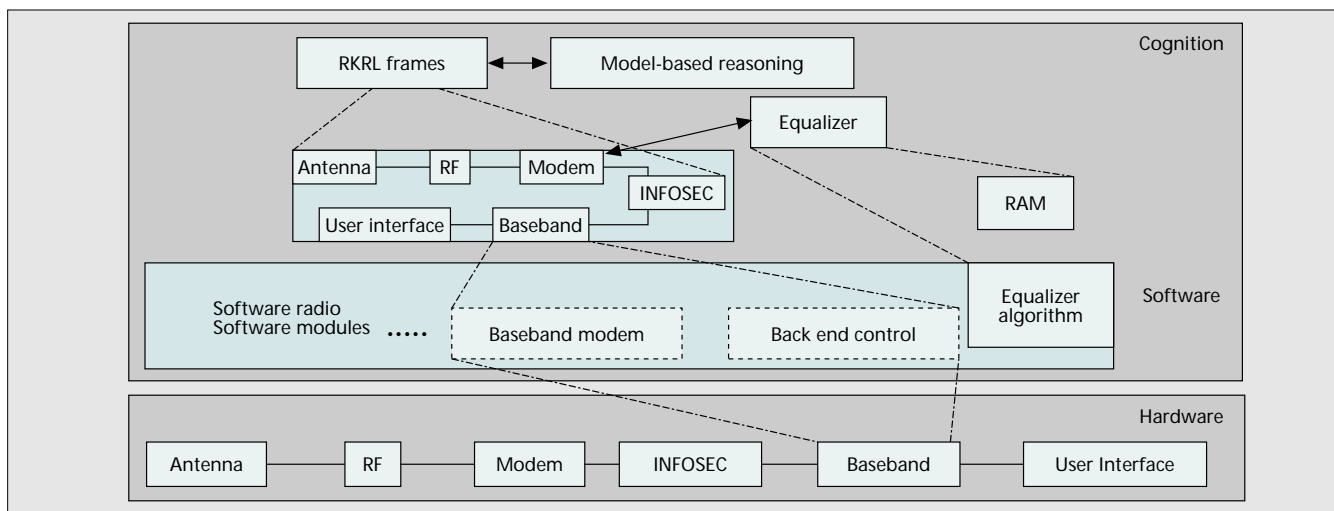 Cognition
RKRL frames
Model-based reasoning
Equalizer
Antenna
RF
Modem
INFOSEC
RAM
User interface
Baseband
Software radio
Software modules .....
Equalizer
algorithm
Software
Baseband modem
Back end control
Hardware
Antenna
RF
Modem
INFOSEC
Baseband
User Interface